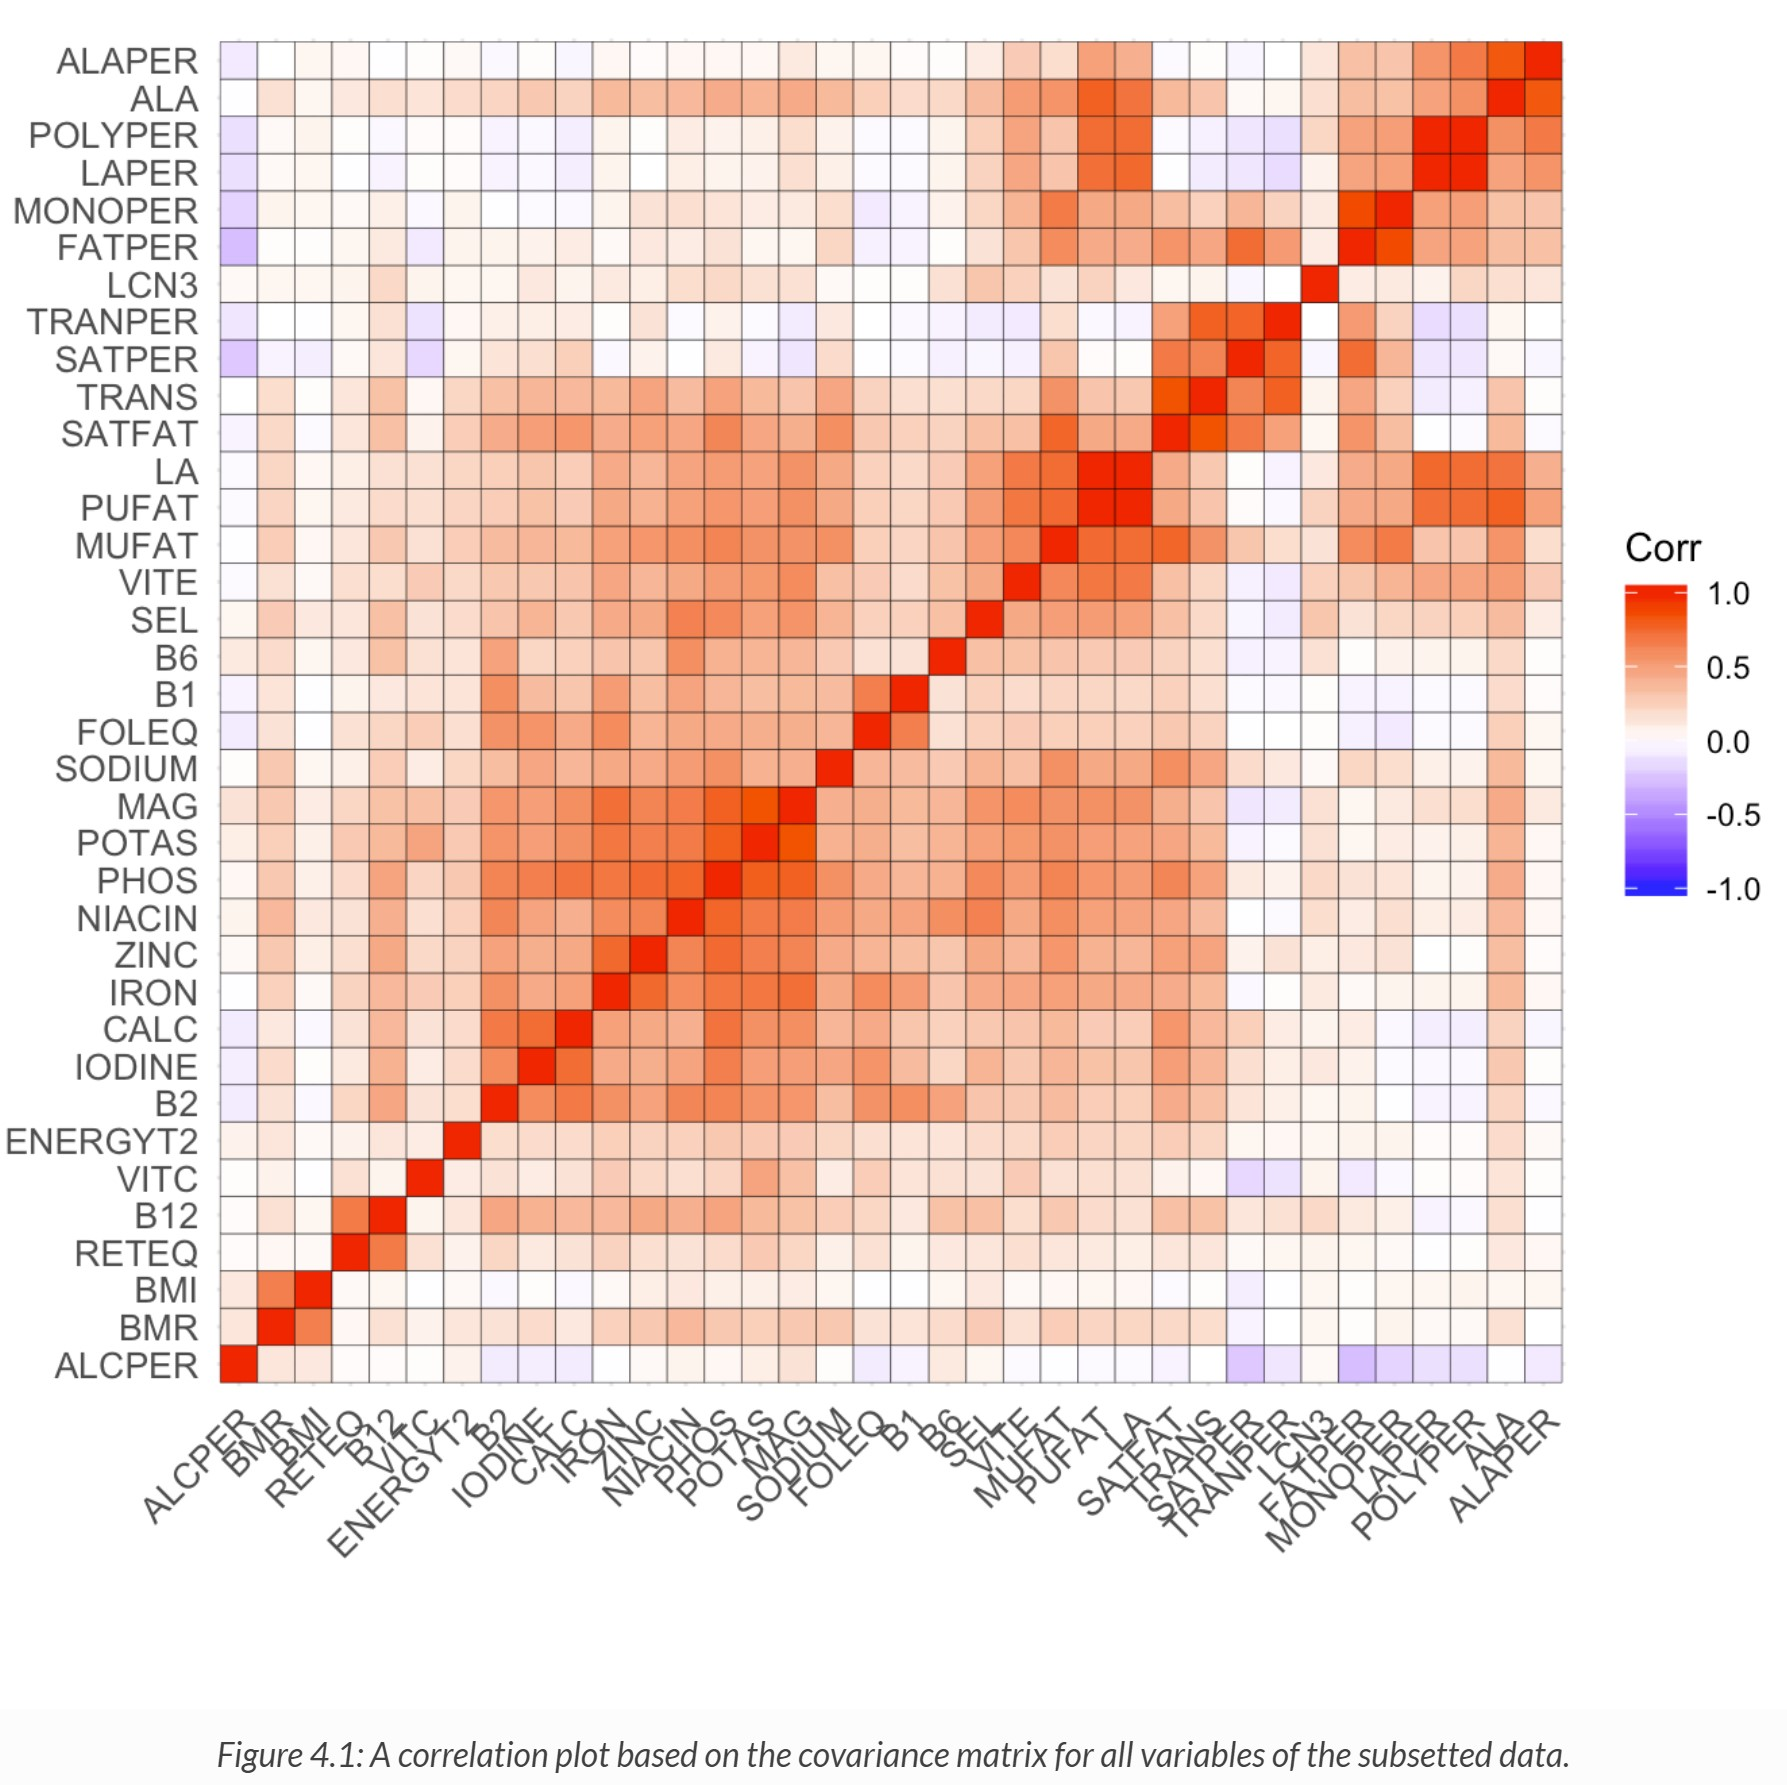 ALAPER
ALA
POLYPER
LAPER
MONOPER
FATPER
LCN3
TRANPER
SATPER
TRANS
SATFAT
LA
PUFAT
MUFAT
VITE
SEL
B6
B1
FOLEQ
SODIUM
MAG
POTAS
PHOS
NIACIN
ZINC
IRON
CALC
IODINE
B2
ENERGYT2
VITC
B12
RETEQ
BMI
BMR
ALCPER
ALCPER
BMR
BMI
RETEQ
B12
VITC
ENERGYT2
B2
IODINE
CALC
IRON
ZINC
NIACIN
PHOS
POTAS
MAG
SODIUM
FOLEQ
B1
B6
SEL
VITE
MUFAT
PUFAT
LA
SATFAT
TRANS
SATPER
TRANPER
LCN3
FATPER
MONOPER
LAPER
POLYPER
ALA
ALAPER
Corr
1.0
0.5
0.0
-0.5
-1.0
Figure 4.1: A correlation plot based on the covariance matrix for all variables of the subsetted data.